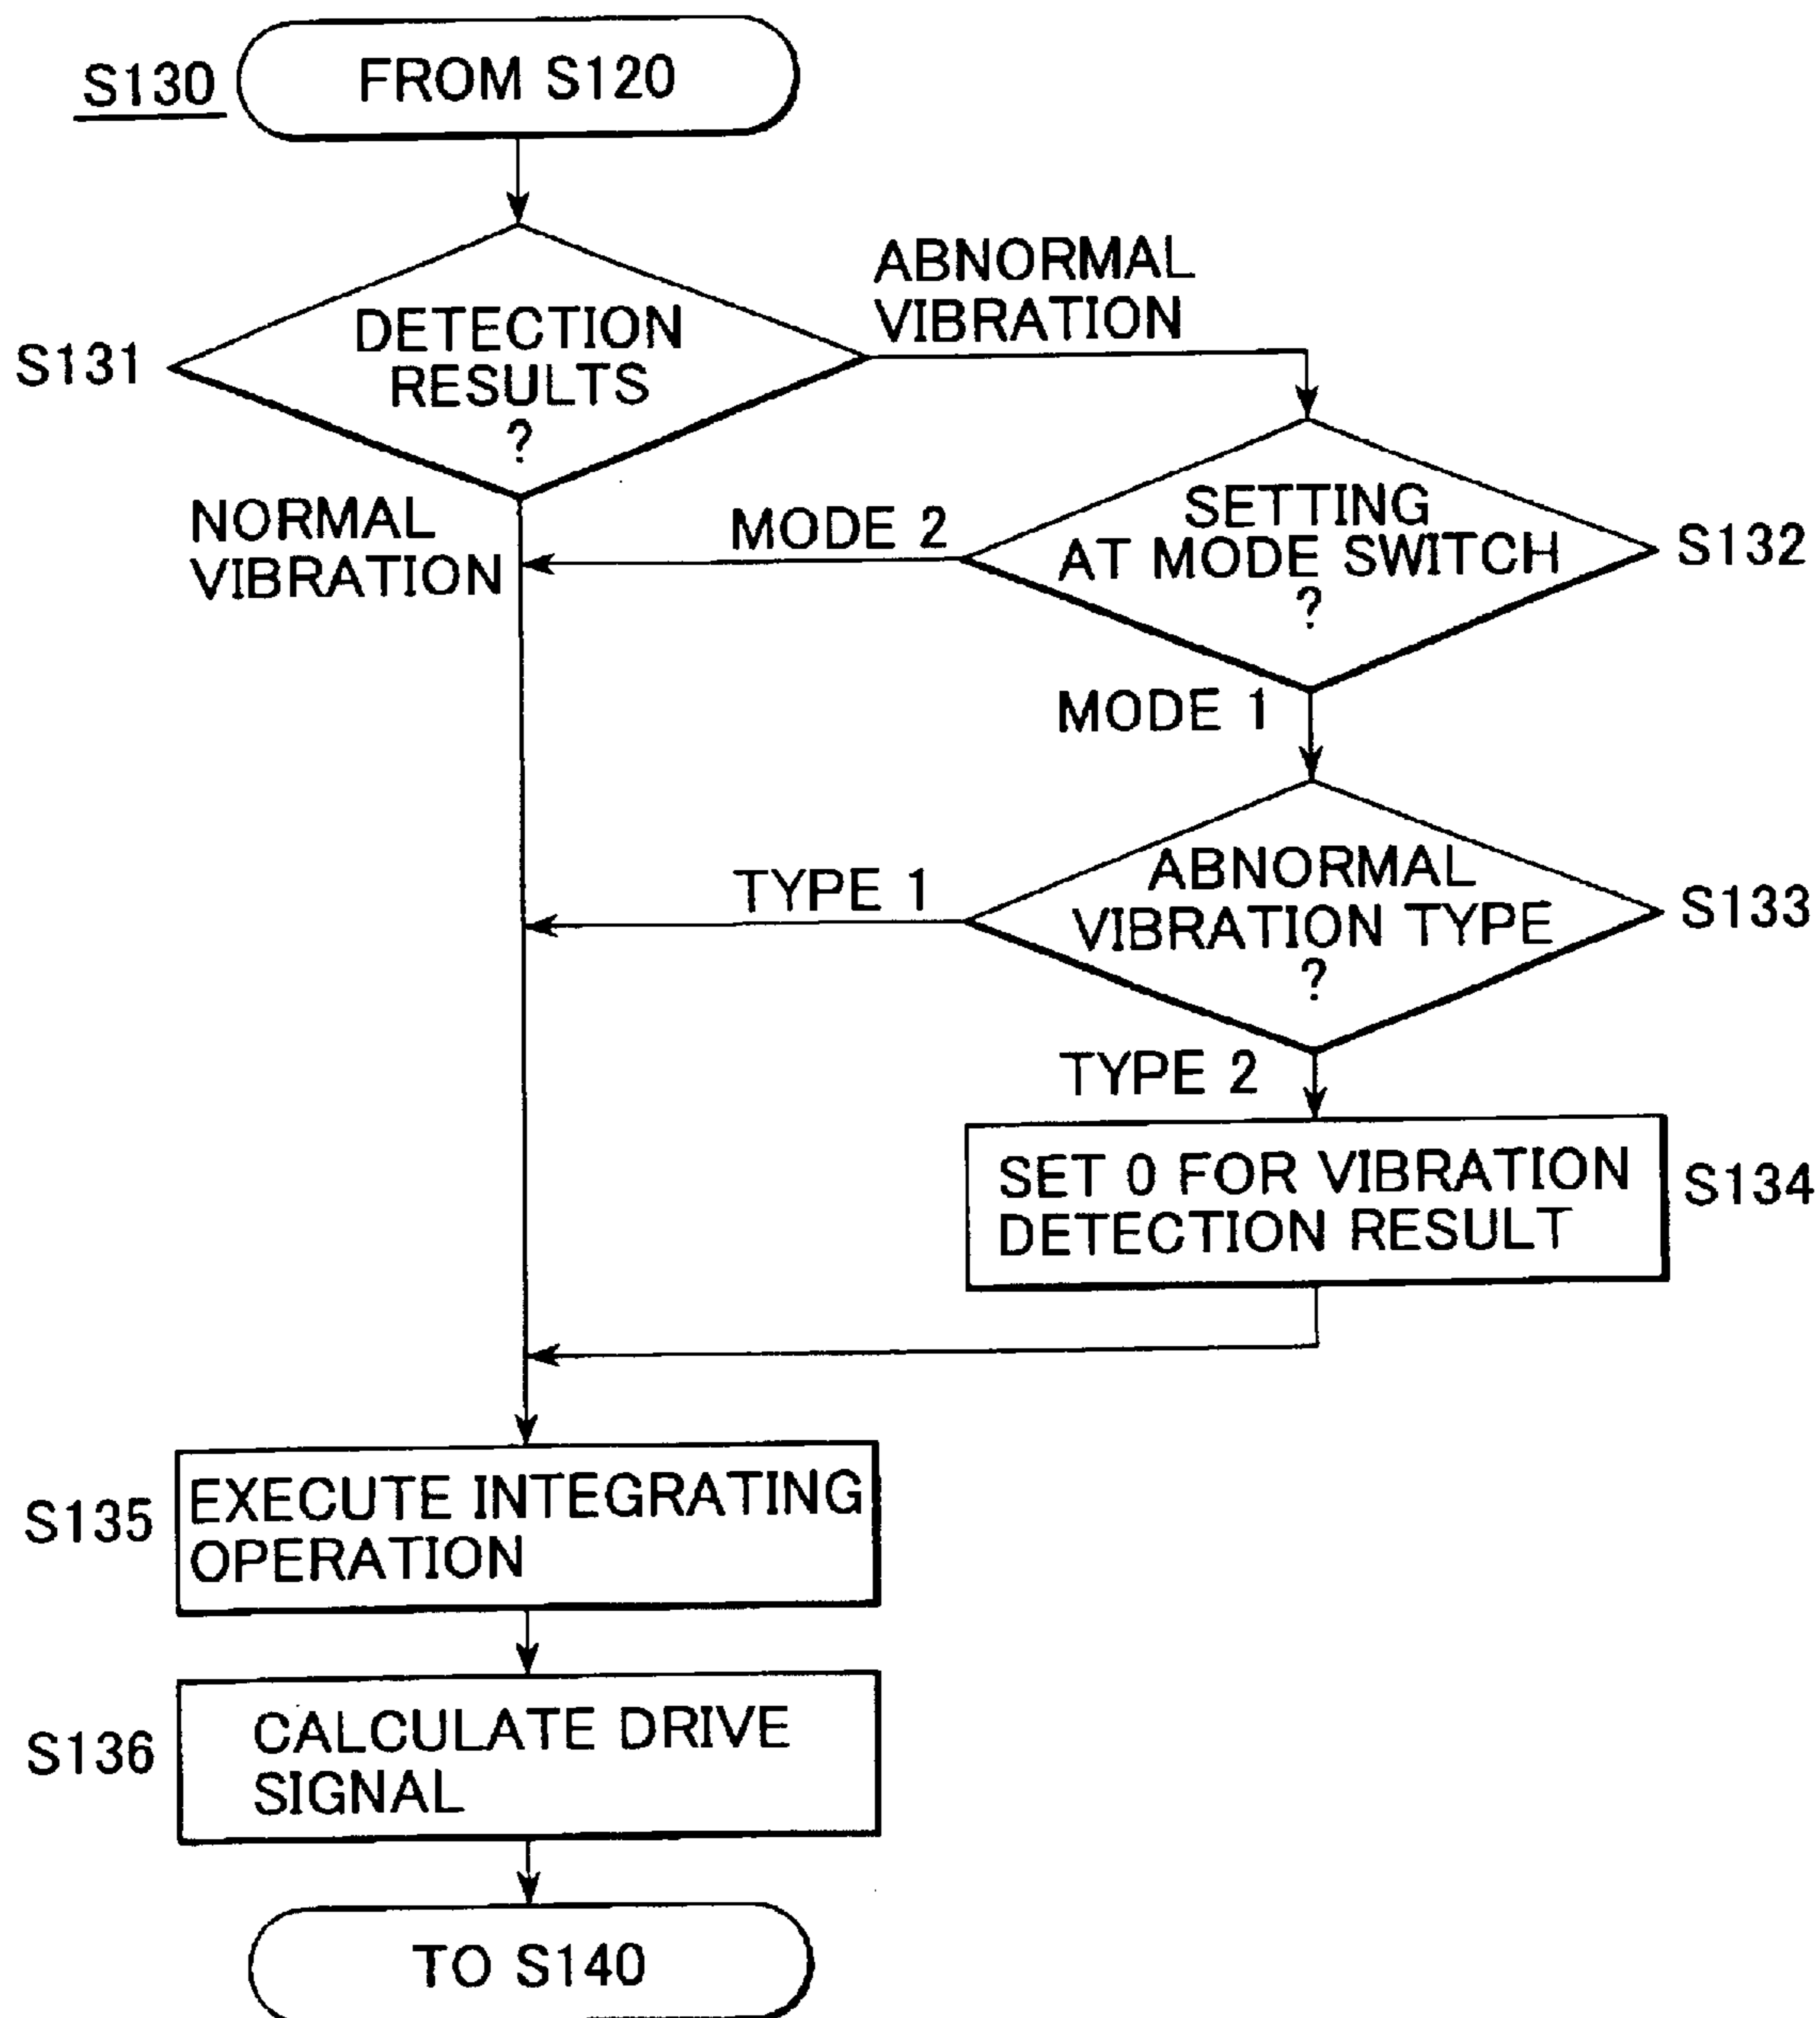 S130
FROM S120
S131
DETECTION
RESULTS
?
ABNORMAL
VIBRATION
NORMAL
VIBRATION
MODE 2
SETTING
AT MODE SWITCH
?
S132
MODE 1
TYPE 1
ABNORMAL
VIBRATION TYPE
?
S133
TYPE 2
SET 0 FOR VIBRATION
DETECTION RESULT
S134
S135
EXECUTE INTEGRATING
OPERATION
S136
CALCULATE DRIVE
SIGNAL
TO S140